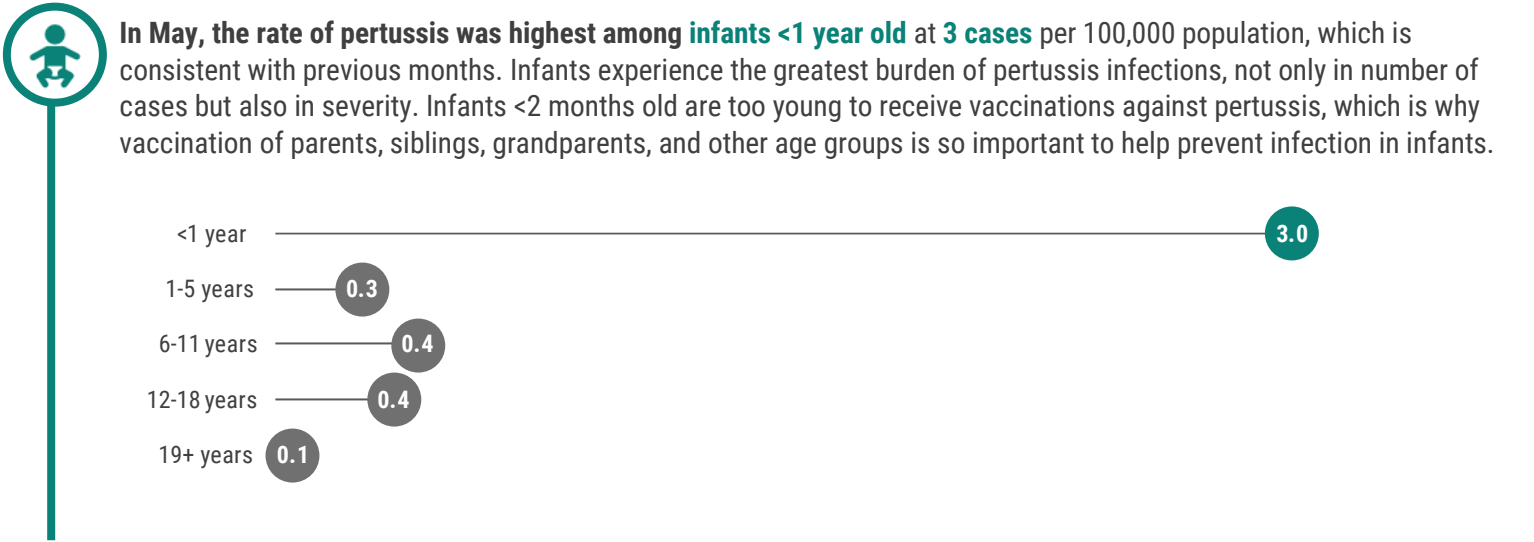 In May, the rate of pertussis was highest among infants <1 year old at 3 cases per 100,000 population, which is
consistent with previous months. Infants experience the greatest burden of pertussis infections, not only in number of
cases but also in severity. Infants <2 months old are too young to receive vaccinations against pertussis, which is why
vaccination of parents, siblings, grandparents, and other age groups is so important to help prevent infection in infants.
<1 year 3.0
1-5 years 0.3
6-11 years 0.4
12-18 years 0.4
19+ years 0.1